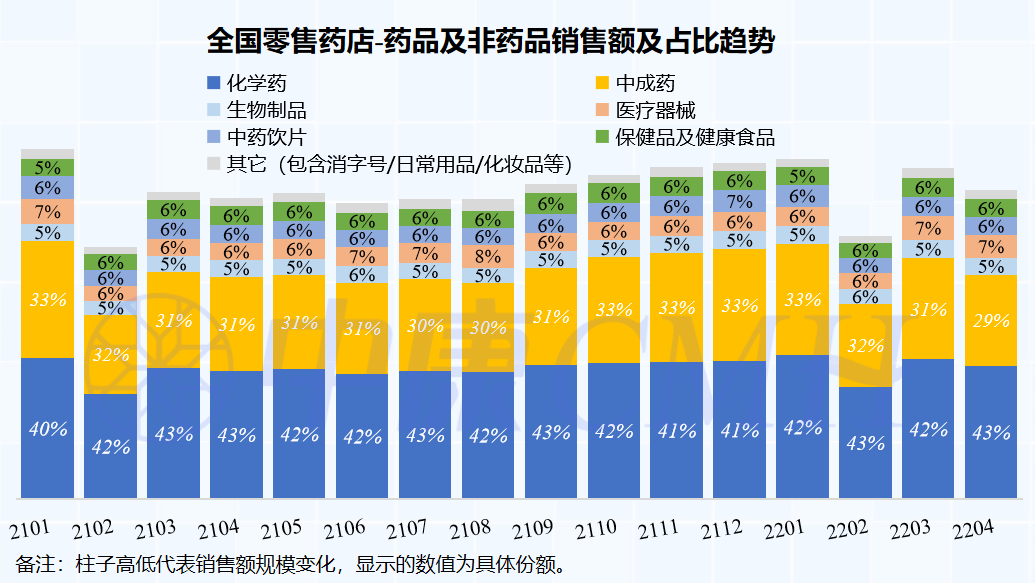 全国零售药店-药品及非药品销售额及占比趋势
化学药 中成药
生物制品 医疗器械
中药饮片 保健品及健康食品
其它（包含消字号/日常用品/化妆品等）
5% 6% 6% 6% 6% 6% 6% 6% 6% 6% 6% 6% 5% 6% 6% 6%
6% 6% 6% 6% 6% 6% 6% 6% 6% 6% 6% 7% 6% 6% 6% 6%
7% 6% 6% 6% 6% 7% 7% 8% 6% 6% 6% 6% 6% 6% 7% 7%
5% 5% 5% 5% 5% 6% 5% 5% 5% 5% 5% 5% 5% 6% 5% 5%
33% 32% 31% 31% 31% 31% 30% 30% 31% 33% 33% 33% 33% 32% 31% 29%
40% 42% 43% 43% 42% 42% 43% 42% 43% 42% 41% 41% 42% 43% 42% 43%
中康CMH
2101 2102 2103 2104 2105 2106 2107 2108 2109 2110 2111 2112 2201 2202 2203 2204
备注：柱子高低代表销售额规模变化，显示的数值为具体份额。